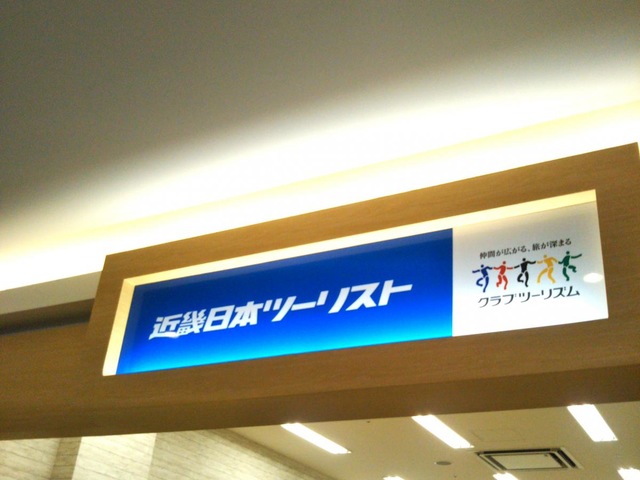 近畿日本ツーリスト
仲間が広がる、旅が深まる
クラブツーリズム